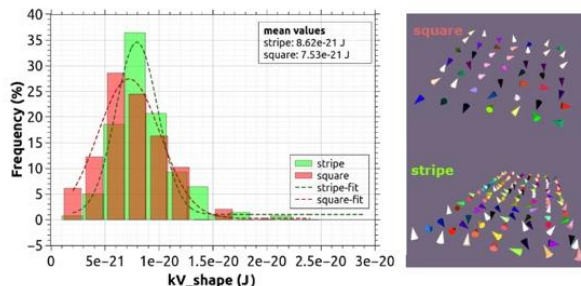 mean values
stripe: 8.62e-21 J
square: 7.53e-21 J
40
35
30
25
20
15
10
5
0
−5
Frequency (%)
stripe
square
stripe-fit
square-fit
0 5e-21 1e-20 1.5e-20 2e-20 2.5e-20 3e-20
kV_shape (J)
square
stripe